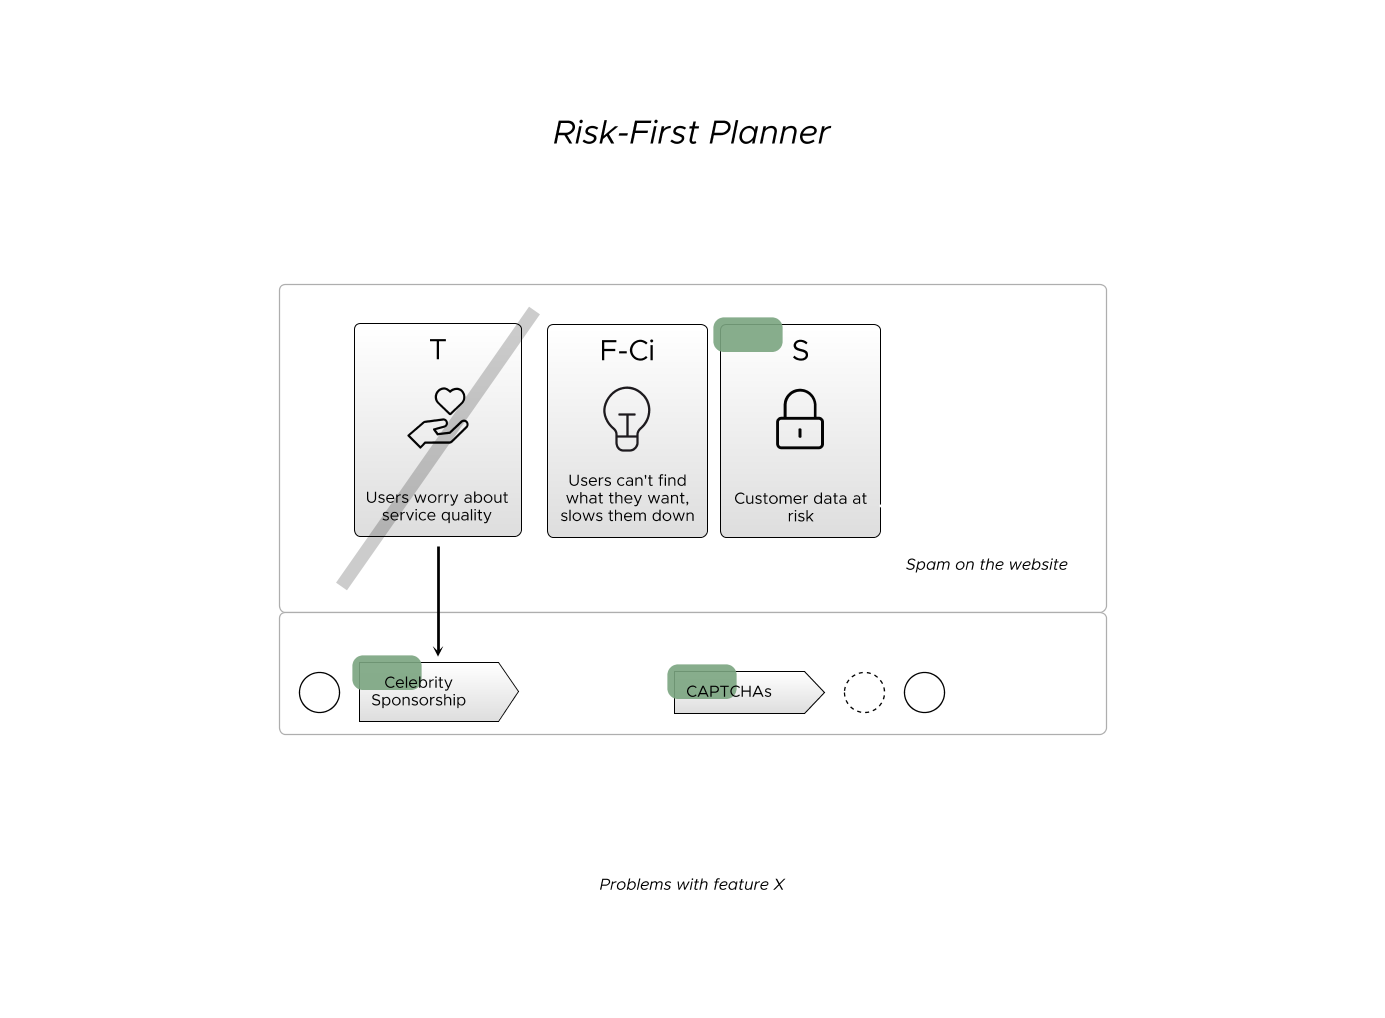 Risk-First Planner
T
Users worry about
service quality
F-Ci
T
Users can't find
what they want,
slows them down
S
Customer data at
risk
Spam on the website
Celebrity
Sponsorship
CAPTCHAs
Problems with feature X